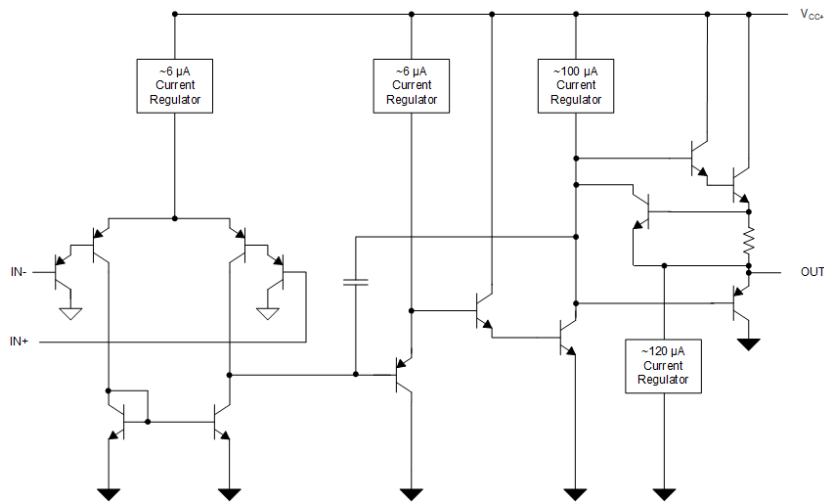 VCC+
~6 µA
Current
Regulator
~6 µA
Current
Regulator
~100 µA
Current
Regulator
IN-
OUT
IN+
~120 µA
Current
Regulator